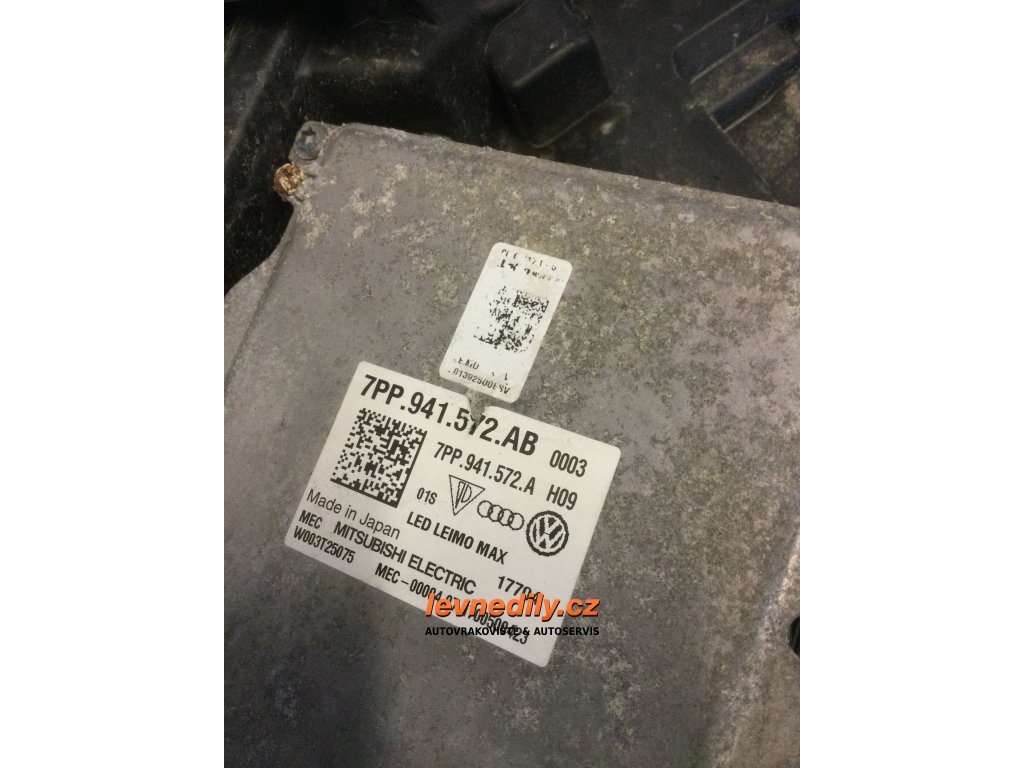 7PP.941.572.AB 0003
7PP.941.572.A H09
01S
LED LEIMO MAX
Made in Japan
MEC MITSUBISHI ELECTRIC
W003T25075
levnedily.cz
AUTOVRAKOVIŠTĚ & AUTOSERVIS